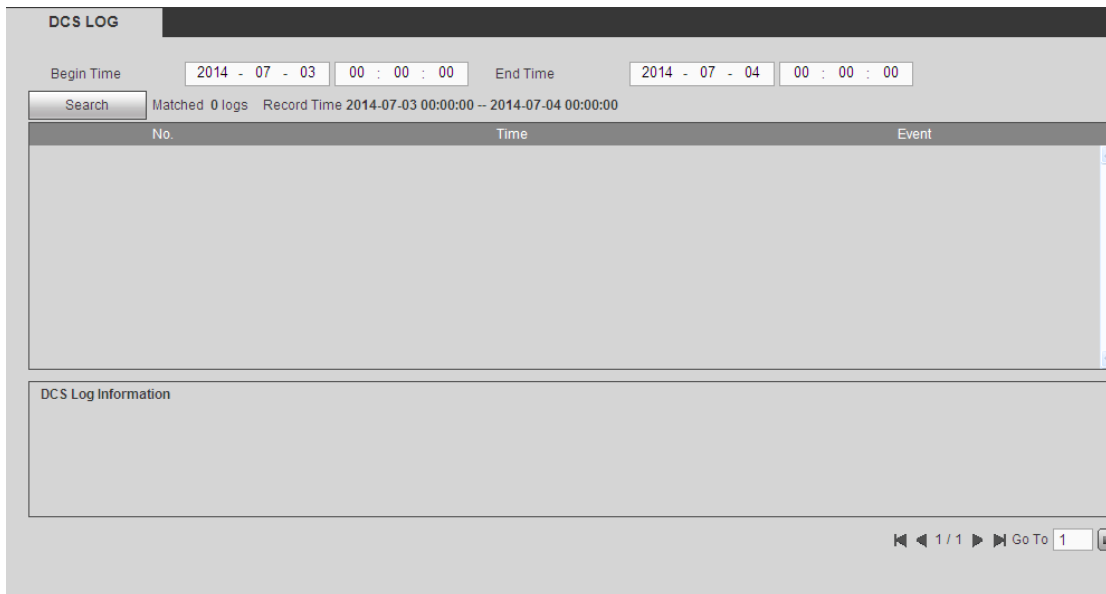 DCS LOG
Begin Time 2014 - 07 - 03 00 : 00 : 00 End Time 2014 - 07 - 04 00 : 00 : 00
Search Matched 0 logs Record Time 2014-07-03 00:00:00 -- 2014-07-04 00:00:00
No. Time Event
DCS Log Information
1 / 1 Go To 1